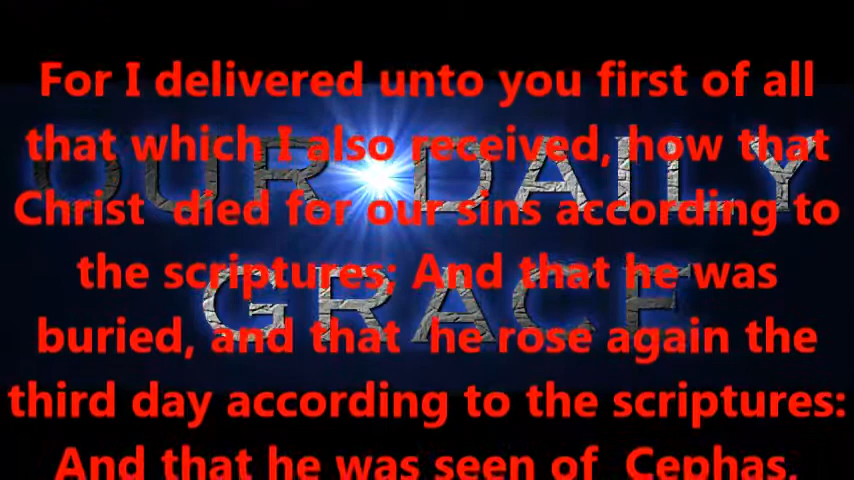 For I delivered unto you first of all
that which I also received, how that
OUR DAILY
Christ died for our sins according to
the scriptures; And that he was
GRACE
buried, and that he rose again the
third day according to the scriptures:
And that he was seen of Cephas,